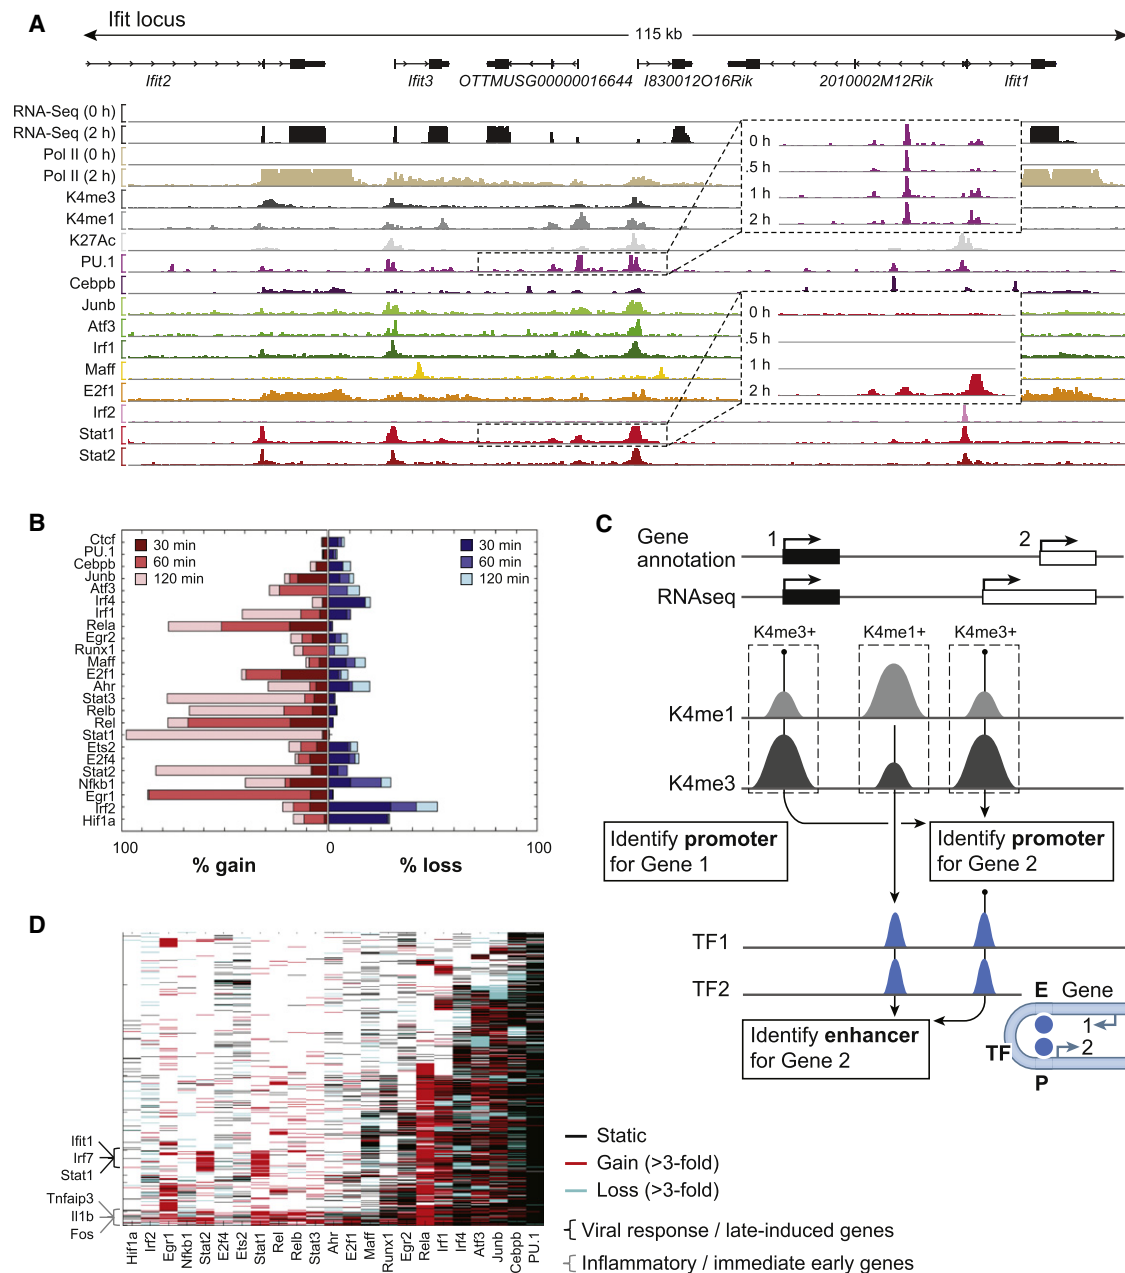 A
Ifit locus
115 kb
Ifit2
Ifit3
OTTMUSG00000016644
I830012O16Rik
2010002M12Rik
Ifit1
RNA-Seq (0 h)
RNA-Seq (2 h)
Pol II (0 h)
Pol II (2 h)
K4me3
K4me1
K27Ac
PU.1
Cebpb
Junb
Atf3
Irf1
Maff
E2f1
Irf2
Stat1
Stat2
0 h
.5 h
1 h
2 h
0 h
.5 h
1 h
2 h
B
30 min
60 min
120 min
30 min
60 min
120 min
Ctcf
PU.1
Cebpb
Junb
Atf3
Irf4
Irf1
Rela
Egr2
Runx1
Maff
E2f1
Ahr
Stat3
Relb
Rel
Stat1
Ets2
E2f4
Stat2
Nfkb1
Egr1
Irf2
Hif1a
100
0
100
% gain
% loss
C
Gene
annotation
1
2
RNAseq
K4me3+
K4me1+
K4me3+
K4me1
K4me3
Identify promoter
for Gene 1
Identify promoter
for Gene 2
TF1
TF2
Identify enhancer
for Gene 2
E
Gene
1
2
TF
P
D
Ifit1
Irf7
Stat1
Tnfaip3
Il1b
Fos
Hif1a
Irf2
Egr1
Nfkb1
Stat2
E2f4
Ets2
Stat1
Rel
Relb
Stat3
Ahr
E2f1
Maff
Runx1
Egr2
Rela
Irf1
Irf4
Atf3
Junb
Cebpb
PU.1
Static
Gain (>3-fold)
Loss (>3-fold)
Viral response / late-induced genes
Inflammatory / immediate early genes